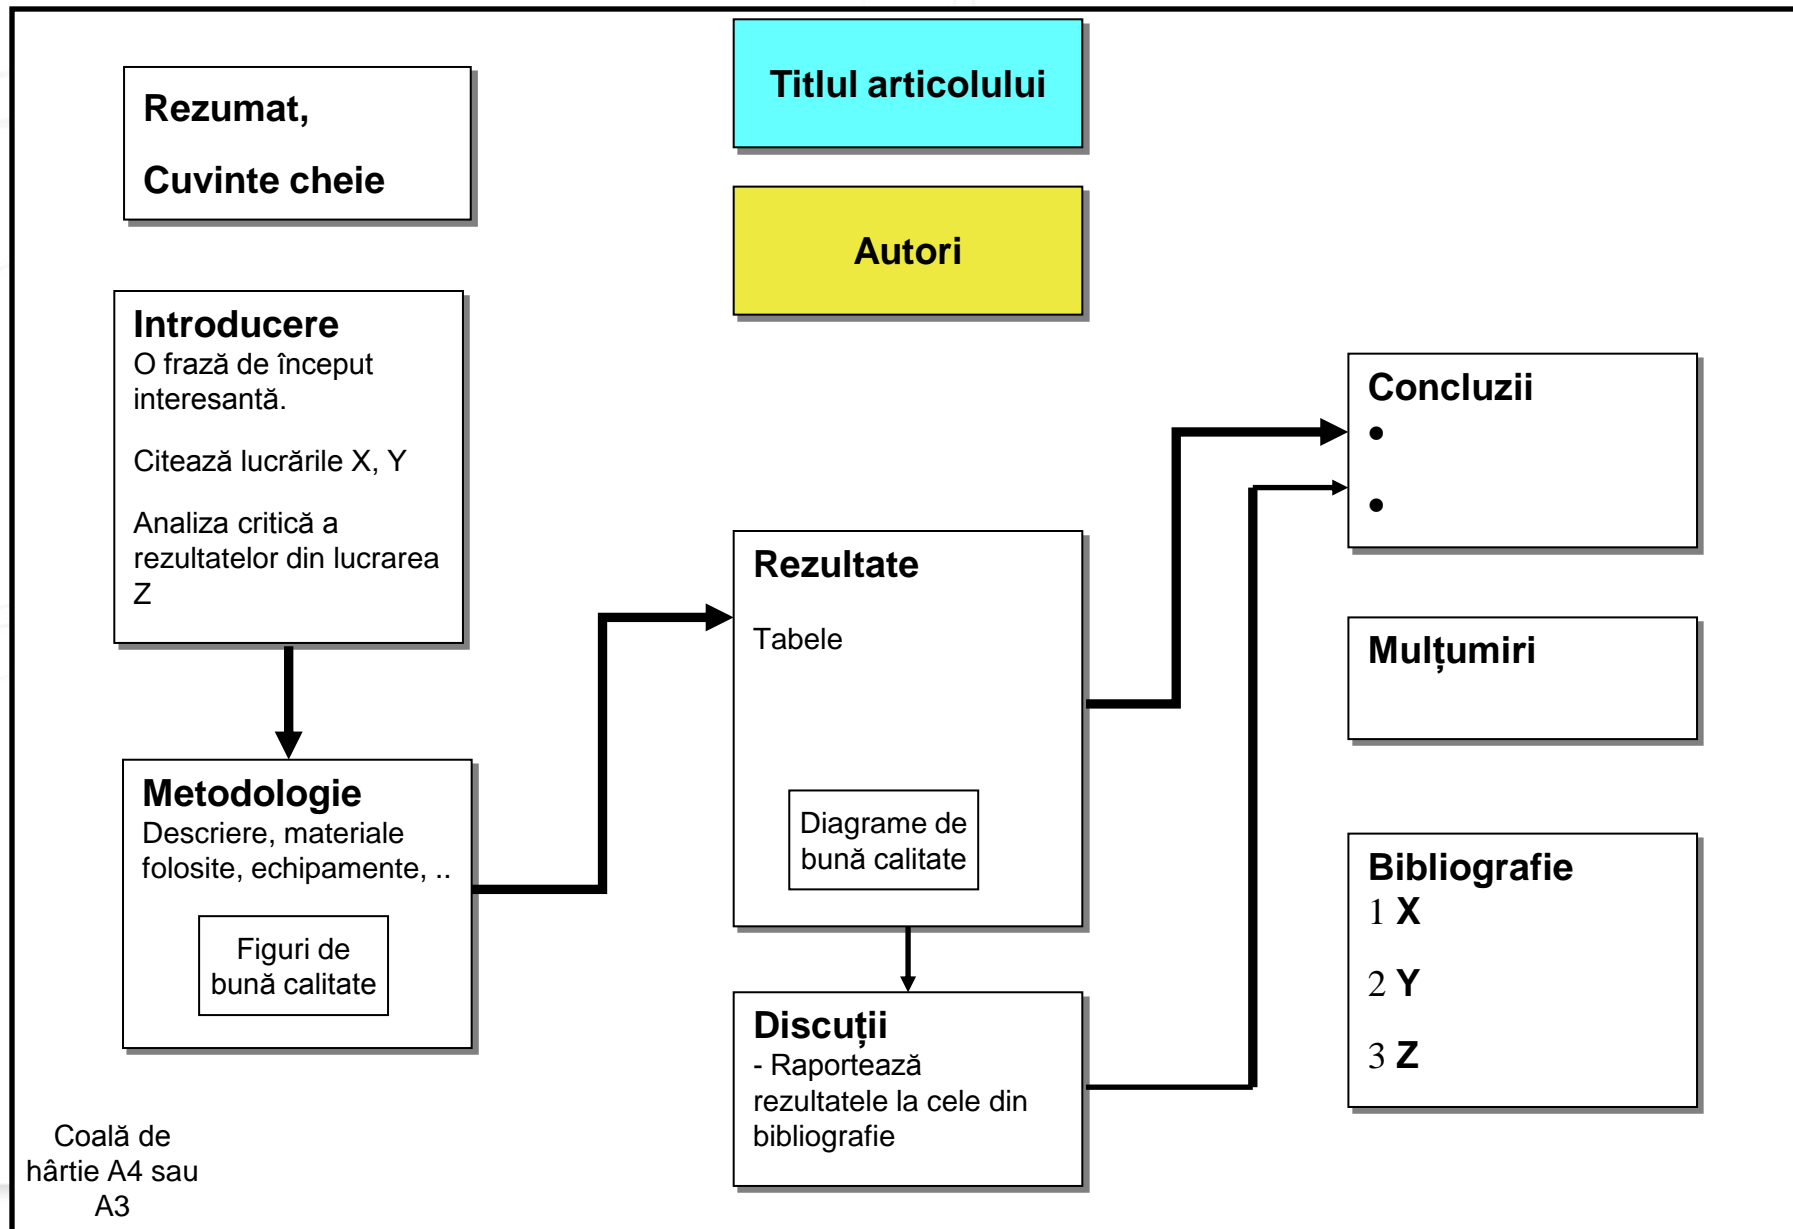 Titlul articolului
Autori
Rezumat,
Cuvinte cheie
Introducere
O frază de început
interesantă.
Citează lucrările X, Y
Analiza critică a
rezultatelor din lucrarea
Z
Metodologie
Descriere, materiale
folosite, echipamente, ..
Figuri de
bună calitate
Rezultate
Tabele
Diagrame de
bună calitate
Discuții
- Raportează
rezultatele la cele din
bibliografie
Concluzii
•
•
Mulțumiri
Bibliografie
1 X
2 Y
3 Z
Coală de
hârtie A4 sau
A3